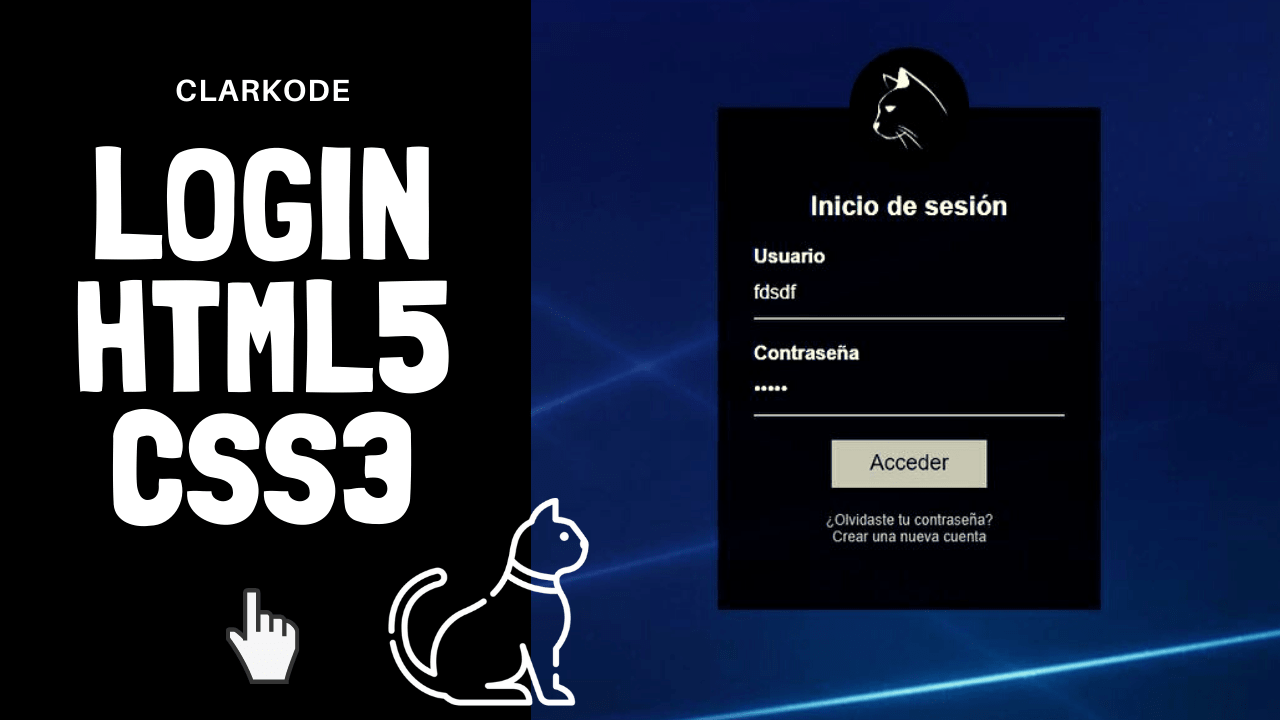 CLARKODE
LOGIN
HTML5
CSS3
Inicio de sesión
Usuario
fdsdf
Contraseña
•••••
Acceder
¿Olvidaste tu contraseña?
Crear una nueva cuenta